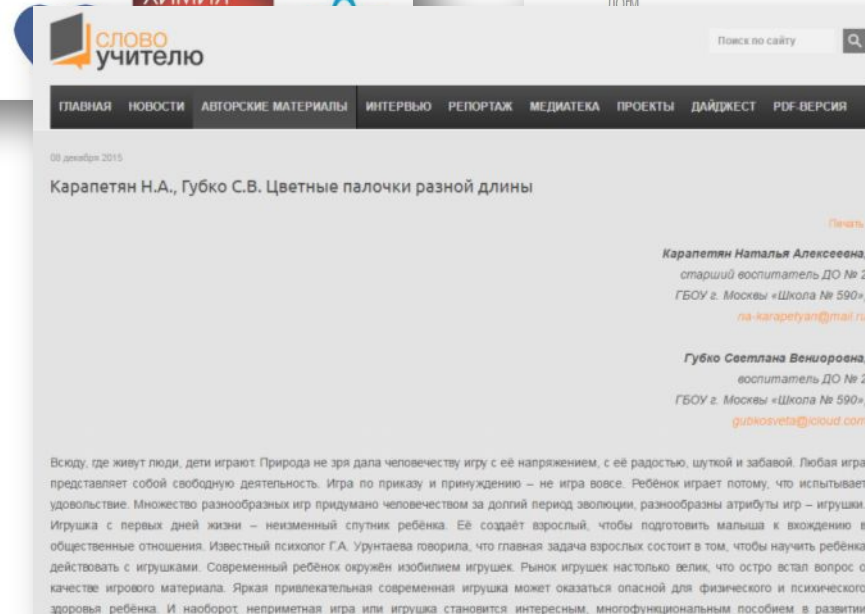 ХИМИЯ
СЛОВО
учителю
Поиск по сайту
ГЛАВНАЯ НОВОСТИ АВТОРСКИЕ МАТЕРИАЛЫ ИНТЕРВЬЮ РЕПОРТАЖ МЕДИАТЕКА ПРОЕКТЫ ДАЙДЖЕСТ PDF-ВЕРСИЯ
08 декабря 2015
Карапетян Н.А., Губко С.В. Цветные палочки разной длины
Печать
Карапетян Наталья Алексеевна,
старший воспитатель ДО № 2
ГБОУ г. Москвы «Школа № 590»,
na-karapetyan@mail.ru
Губко Светлана Вениоровна,
воспитатель ДО № 2
ГБОУ г. Москвы «Школа № 590»,
gubkosveta@icloud.com
Всюду, где живут люди, дети играют. Природа не зря дала человечеству игру с её напряжением, с её радостью, шуткой и забавой. Любая игра
представляет собой свободную деятельность. Игра по приказу и принуждению – не игра вовсе. Ребёнок играет потому, что испытывает
удовольствие. Множество разнообразных игр придумано человечеством за долгий период эволюции, разнообразны атрибуты игр – игрушки.
Игрушка с первых дней жизни – неизменный спутник ребёнка. Её создаёт взрослый, чтобы подготовить малыша к вхождению в
общественные отношения. Известный психолог Г.А. Урунтаева говорила, что главная задача взрослых состоит в том, чтобы научить ребёнка
действовать с игрушками. Современный ребёнок окружён изобилием игрушек. Рынок игрушек настолько велик, что остро встал вопрос о
качестве игрового материала. Яркая привлекательная современная игрушка может оказаться опасной для физического и психического
здоровья ребёнка. И наоборот, неприметная игра или игрушка становится интересным, многофункциональным пособием в развити